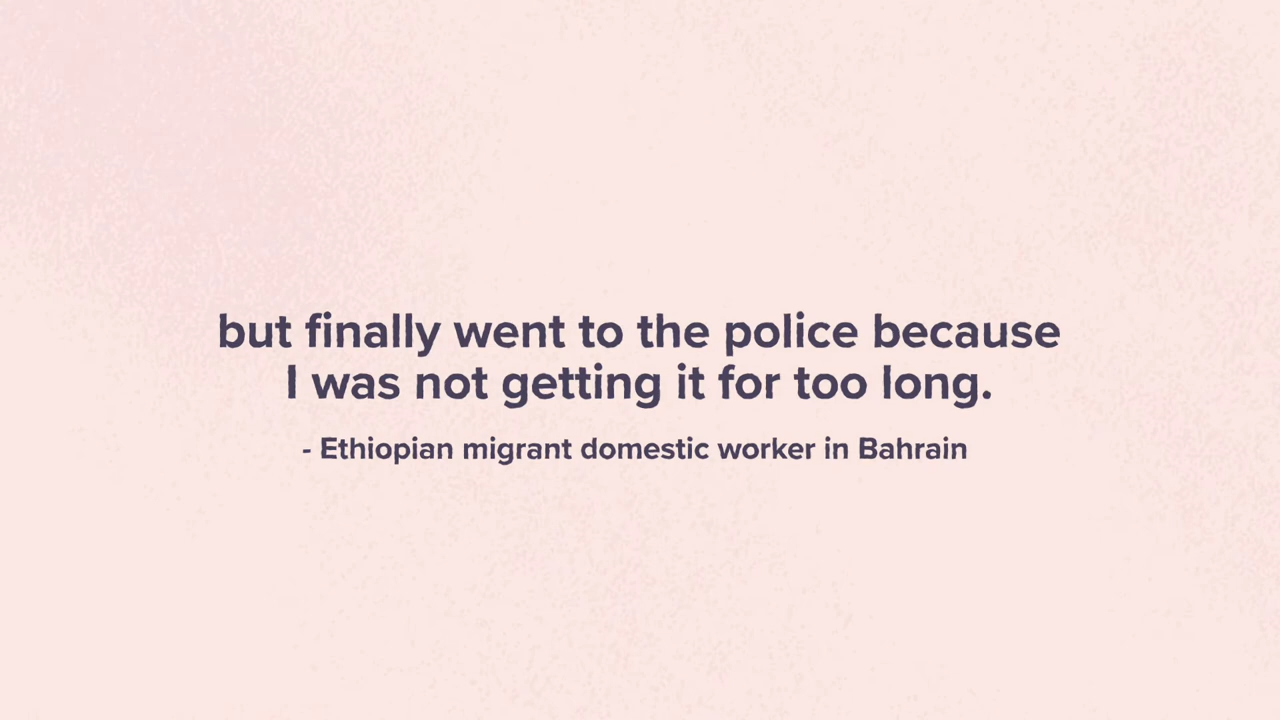 but finally went to the police because
I was not getting it for too long.
- Ethiopian migrant domestic worker in Bahrain